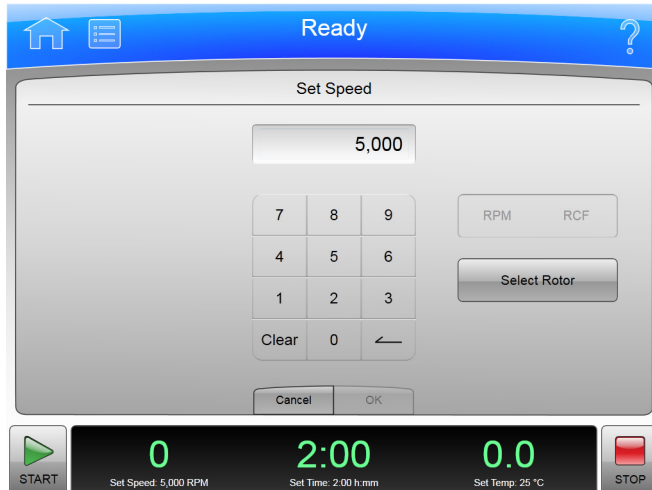 Ready
?
Set Speed
5,000
7 8 9
RPM RCF
4 5 6
Select Rotor
1 2 3
Clear 0
Cancel OK
0 2:00 0.0
START Set Speed: 5,000 RPM Set Time: 2:00 h:mm Set Temp: 25 °C STOP